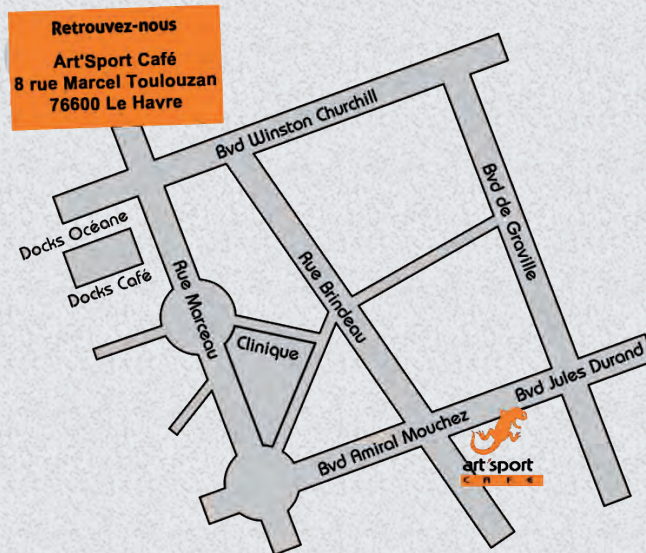 Retrouvez-nous
Art'Sport Café
8 rue Marcel Toulouzan
76600 Le Havre
Bvd Winston Churchill
Docks Océane
Docks Café
Rue Marceau
Rue Brindeau
Bvd de Graville
Clinique
Bvd Jules Durand
Bvd Amiral Mouchez
art'sport
CAFE